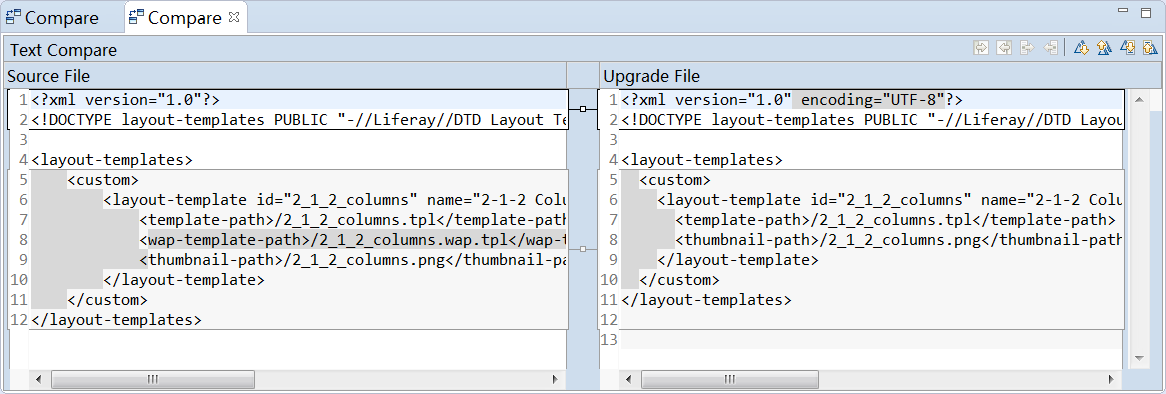 Compare Compare
Text Compare
Source File
1 <?xml version="1.0"?>
2 <!DOCTYPE layout-templates PUBLIC "-//Liferay//DTD Layout Te
3
4 <layout-templates>
5 <custom>
6 <layout-template id="2_1_2_columns" name="2-1-2 Colu
7 <template-path>/2_1_2_columns.tpl</template-path
8 <wap-template-path>/2_1_2_columns.wap.tpl</wap-t
9 <thumbnail-path>/2_1_2_columns.png</thumbnail-pa
10 </layout-template>
11 </custom>
12 </layout-templates>
Upgrade File
1 <?xml version="1.0" encoding="UTF-8"?>
2 <!DOCTYPE layout-templates PUBLIC "-//Liferay//DTD Layou
3
4 <layout-templates>
5 <custom>
6 <layout-template id="2_1_2_columns" name="2-1-2 Colu
7 <template-path>/2_1_2_columns.tpl</template-path>
8 <thumbnail-path>/2_1_2_columns.png</thumbnail-path
9 </layout-template>
10 </custom>
11 </layout-templates>
12
13